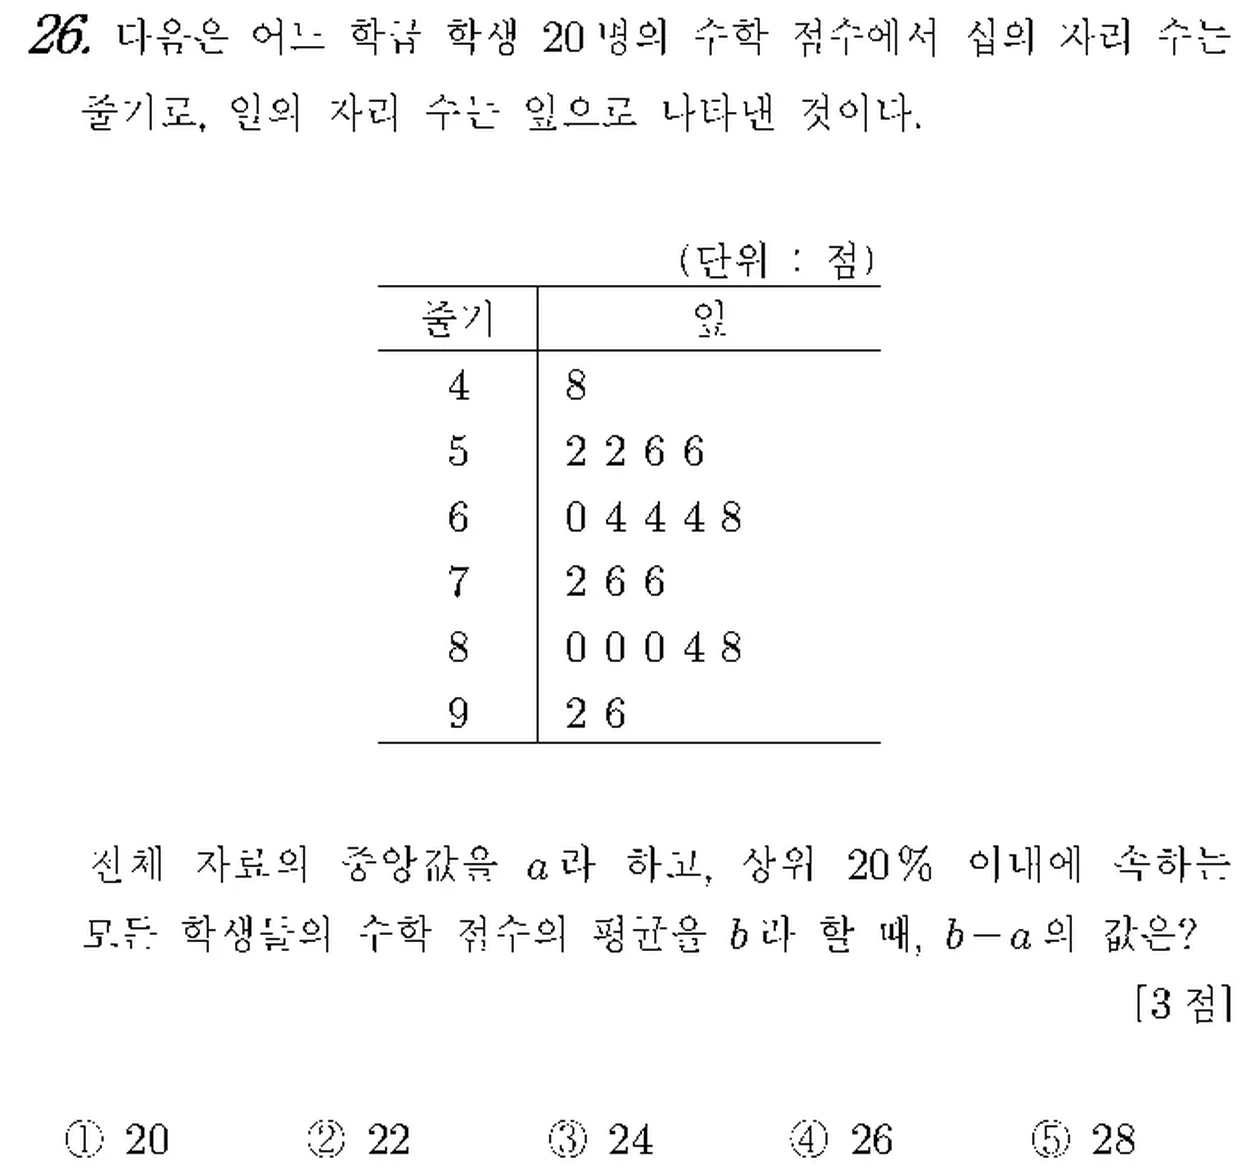 26. 다음은 어느 학급 학생 20명의 수학 점수에서 십의 자리 수는
줄기로, 일의 자리 수는 잎으로 나타낸 것이다.
(단위 : 점)
줄기 잎
4 8
5 2 2 6 6
6 0 4 4 4 8
7 2 6 6
8 0 0 0 4 8
9 2 6
전체 자료의 중앙값을 a라 하고, 상위 20% 이내에 속하는
모든 학생들의 수학 점수의 평균을 b라 할 때, b-a의 값은?
[3점]
① 20 ② 22 ③ 24 ④ 26 ⑤ 28